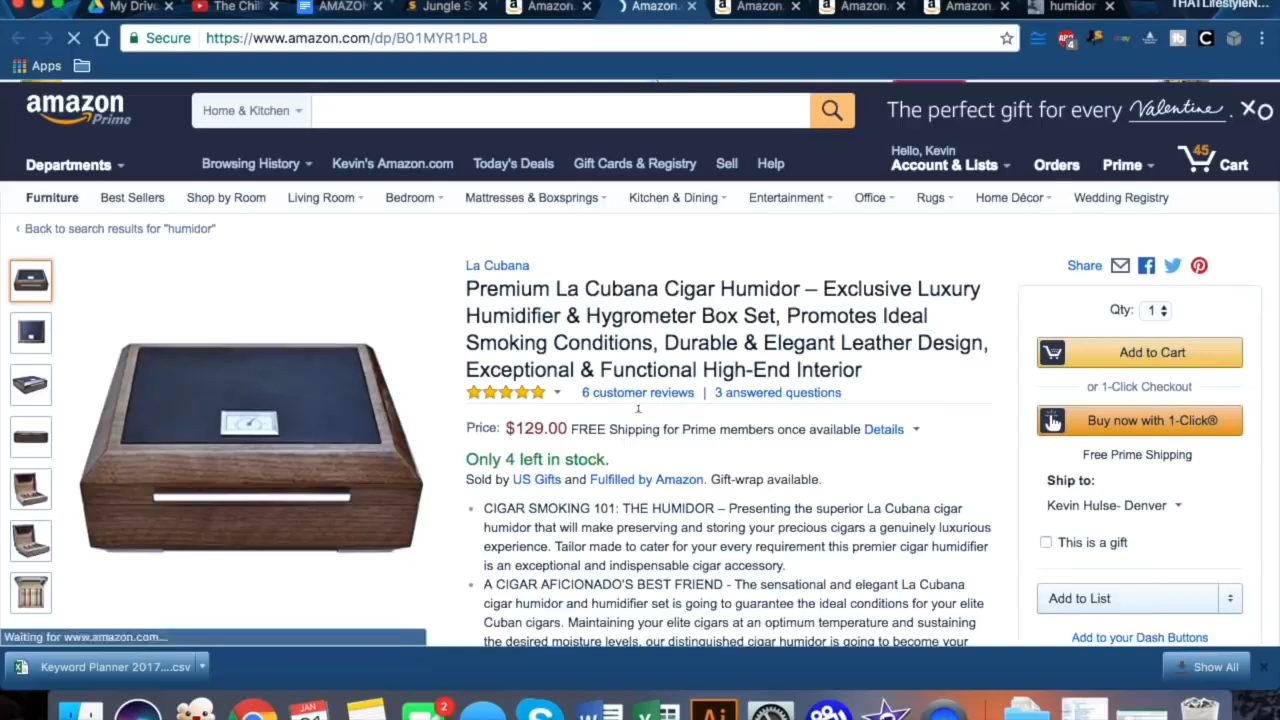 My Driv
The Chill
AMAZO
Jungle S
Amazon.
Amazon.
Amazon.
Amazon.
Amazon.
humidor
THATLifestyleN...
Secure
https://www.amazon.com/dp/B01MYR1PL8
Apps
amazon
Prime
Home & Kitchen
The perfect gift for every Valentine. XO
Departments
Browsing History
Kevin's Amazon.com
Today's Deals
Gift Cards & Registry
Sell
Help
Hello, Kevin
Account & Lists
Orders
Prime
45
Cart
Furniture
Best Sellers
Shop by Room
Living Room
Bedroom
Mattresses & Boxsprings
Kitchen & Dining
Entertainment
Office
Rugs
Home Décor
Wedding Registry
‹ Back to search results for "humidor"
La Cubana
Premium La Cubana Cigar Humidor – Exclusive Luxury
Humidifier & Hygrometer Box Set, Promotes Ideal
Smoking Conditions, Durable & Elegant Leather Design,
Exceptional & Functional High-End Interior
6 customer reviews | 3 answered questions
Price: $129.00 FREE Shipping for Prime members once available Details
Only 4 left in stock.
Sold by US Gifts and Fulfilled by Amazon. Gift-wrap available.
• CIGAR SMOKING 101: THE HUMIDOR – Presenting the superior La Cubana cigar
humidor that will make preserving and storing your precious cigars a genuinely luxurious
experience. Tailor made to cater for your every requirement this premier cigar humidifier
is an exceptional and indispensable cigar accessory.
• A CIGAR AFICIONADO'S BEST FRIEND - The sensational and elegant La Cubana
cigar humidor and humidifier set is going to guarantee the ideal conditions for your elite
Cuban cigars. Maintaining your elite cigars at an optimum temperature and sustaining
the desired moisture levels, our distinguished cigar humidor is going to become your
Share
Qty: 1
Add to Cart
or 1-Click Checkout
Buy now with 1-Click®
Free Prime Shipping
Ship to:
Kevin Hulse- Denver
This is a gift
Add to List
Add to your Dash Buttons
Waiting for www.amazon.com...
Keyword Planner 2017....csv
Show All
JAN
2
Ai